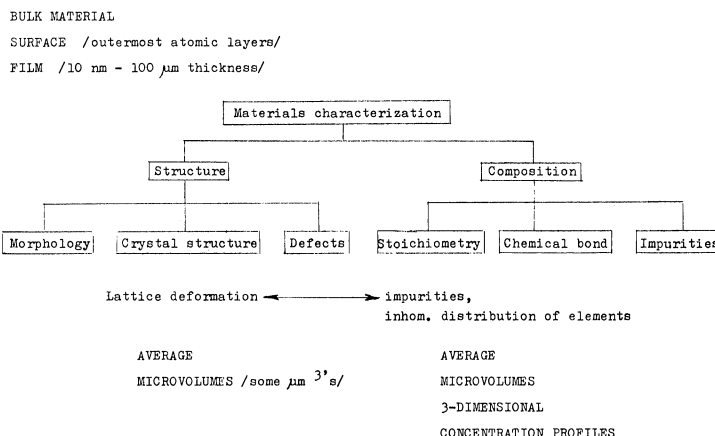 BULK MATERIAL
SURFACE /outermost atomic layers/
FILM /10 nm - 100 µm thickness/
Materials characterization
Structure Composition
Morphology Crystal structure Defects Stoichiometry Chemical bond Impurities
Lattice deformation ⟷ impurities,
inhom. distribution of elements
AVERAGE AVERAGE
MICROVOLUMES /some µm 3's/ MICROVOLUMES
3-DIMENSIONAL
CONCENTRATION PROFILES